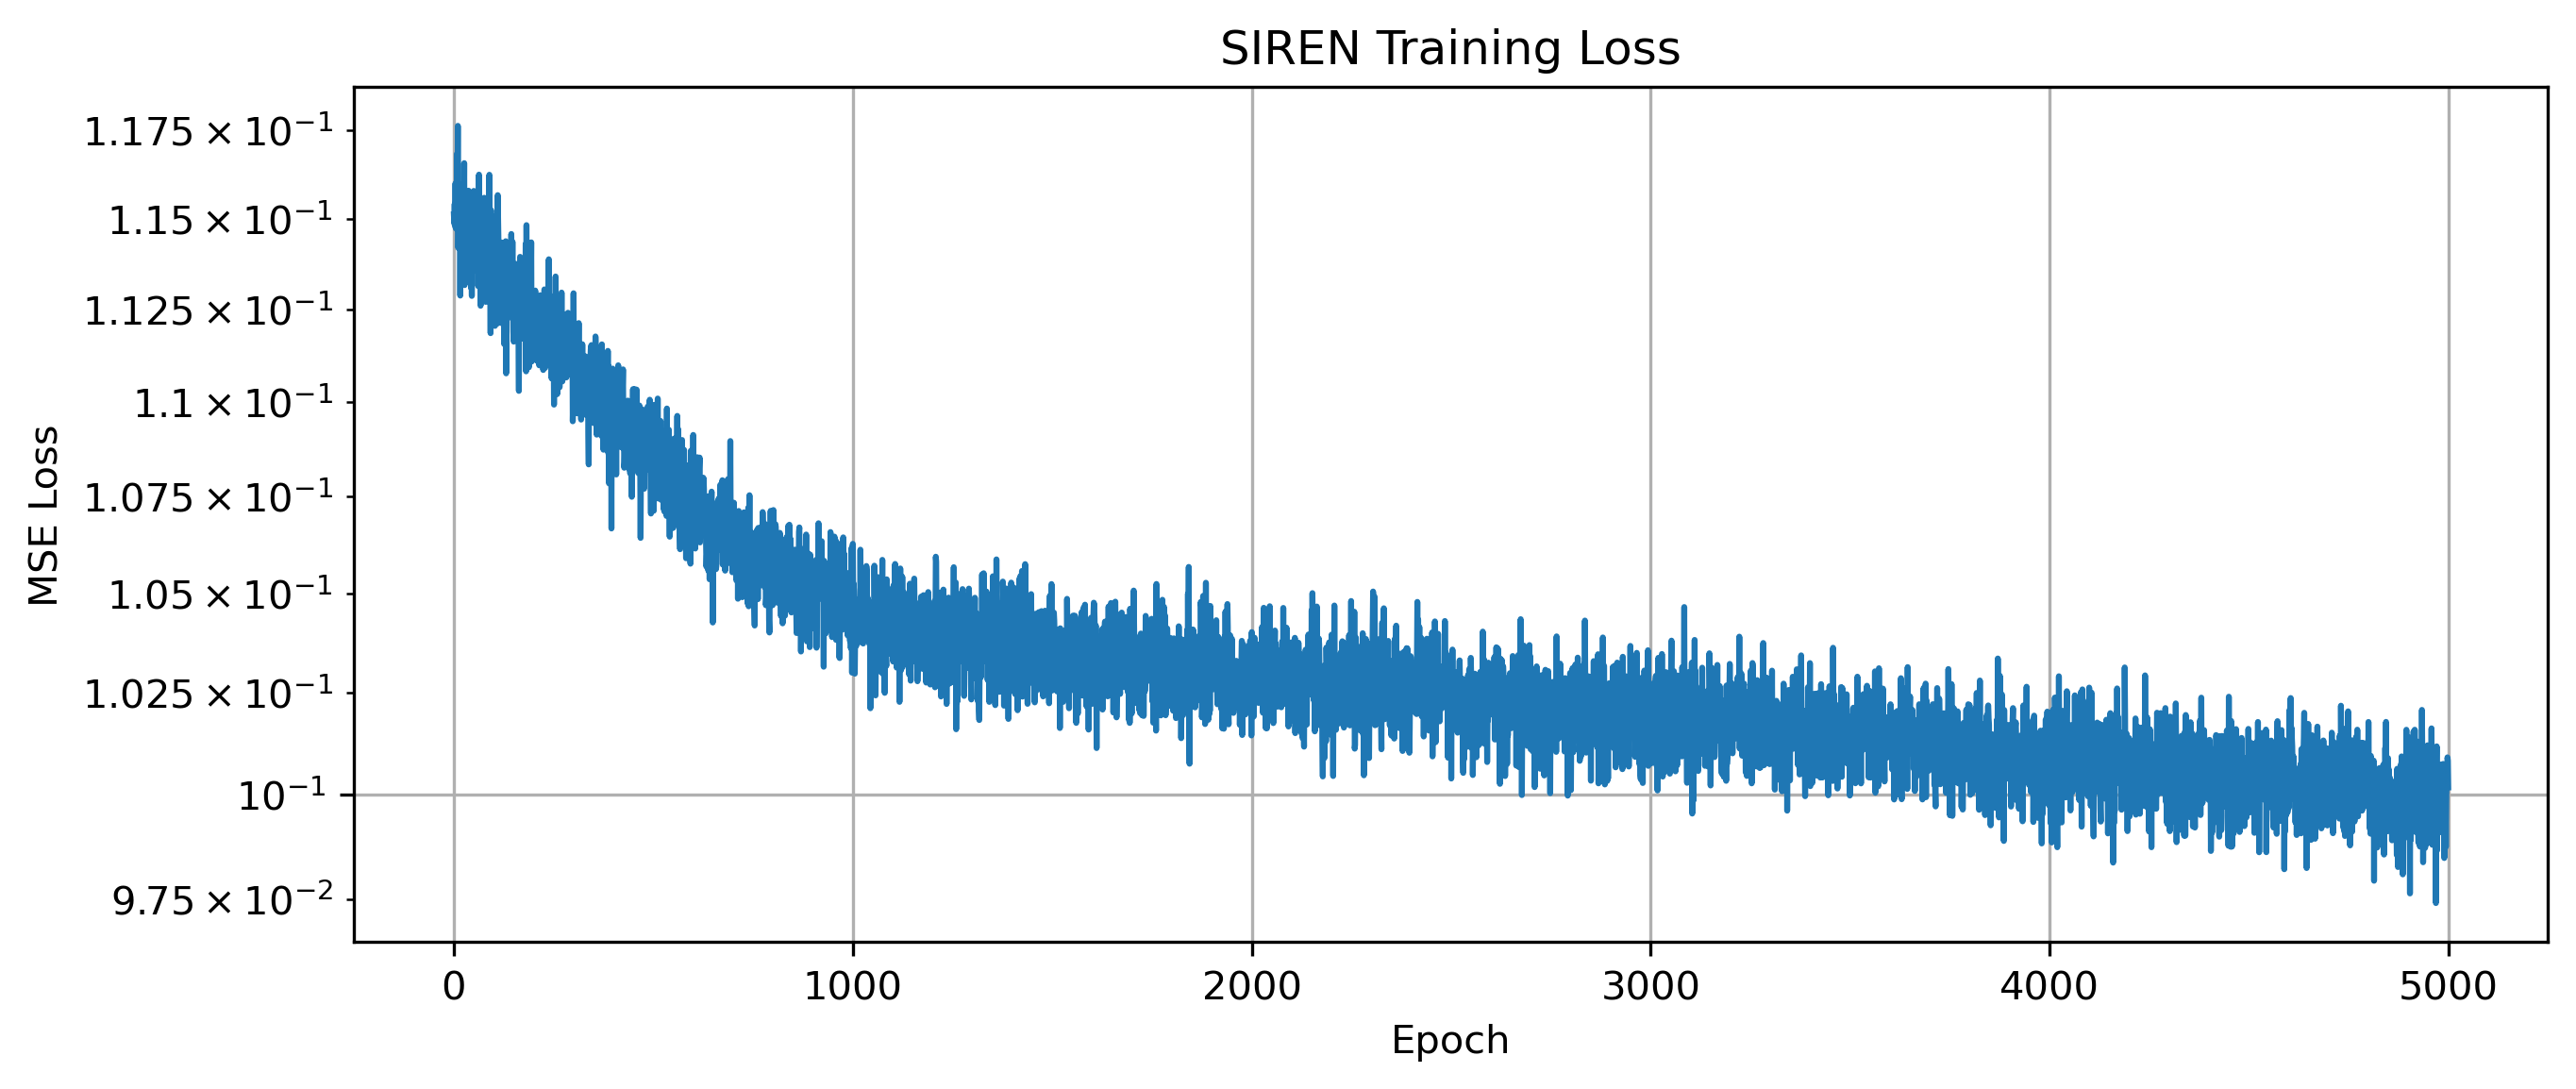 SIREN Training Loss
1.175 × 10⁻¹
1.15 × 10⁻¹
1.125 × 10⁻¹
1.1 × 10⁻¹
1.075 × 10⁻¹
1.05 × 10⁻¹
1.025 × 10⁻¹
10⁻¹
9.75 × 10⁻²
MSE Loss
0 1000 2000 3000 4000 5000
Epoch